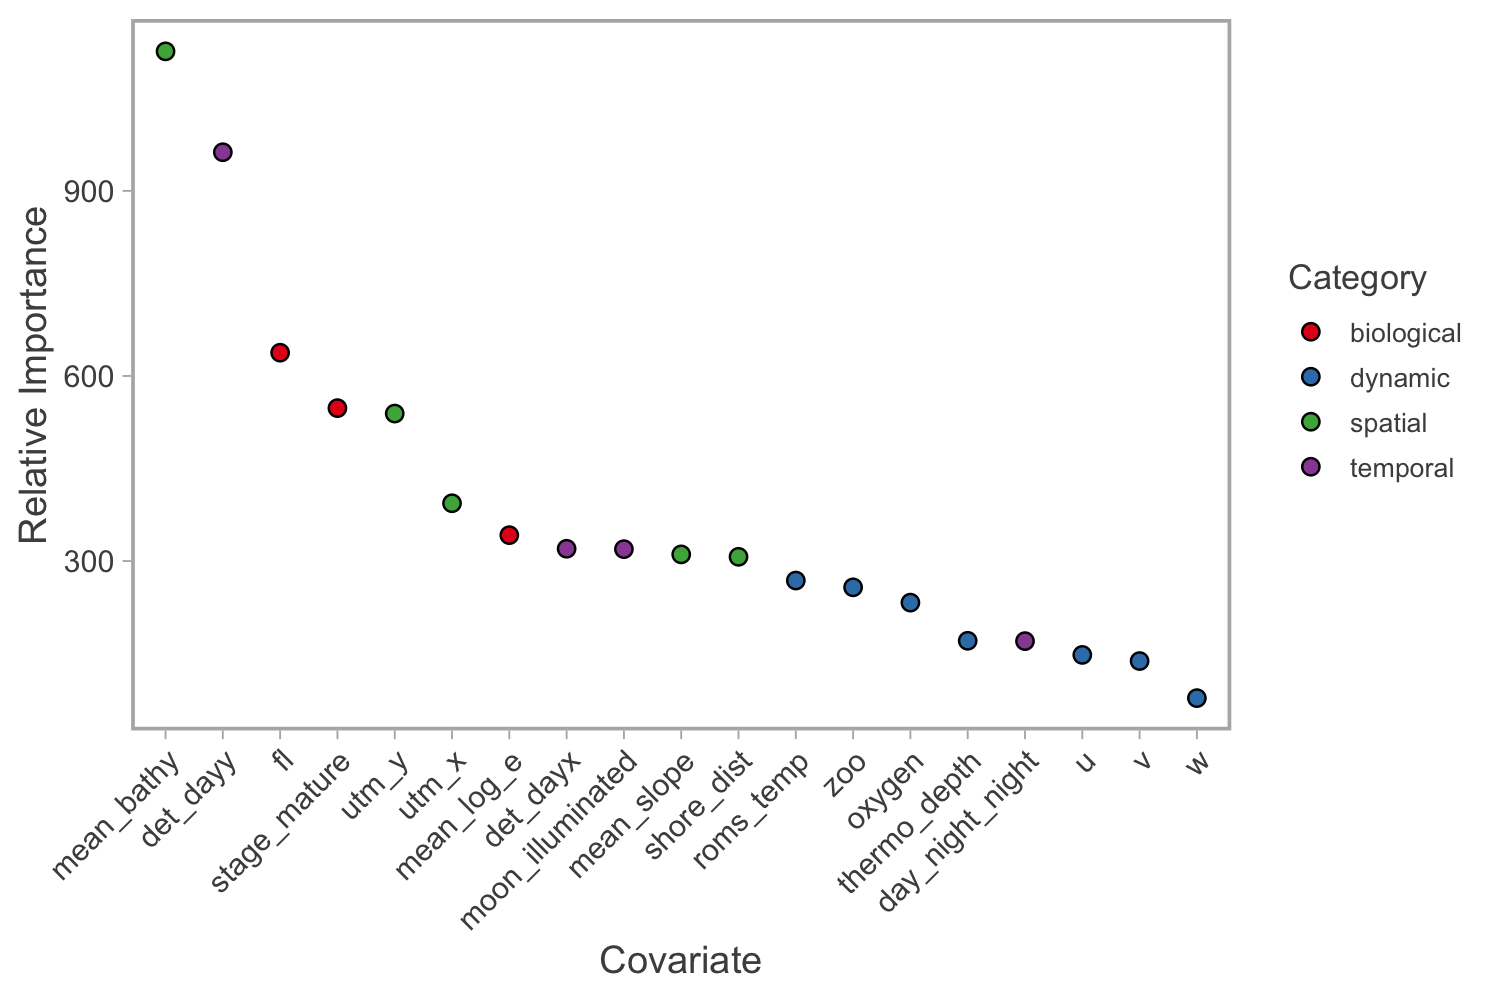 900
600
300
Relative Importance
mean_bathy
det_dayy
fl
stage_mature
utm_y
utm_x
mean_log_e
det_dayx
moon_illuminated
mean_slope
shore_dist
roms_temp
zoo
oxygen
thermo_depth
day_night_night
u
v
w
Covariate
Category
biological
dynamic
spatial
temporal